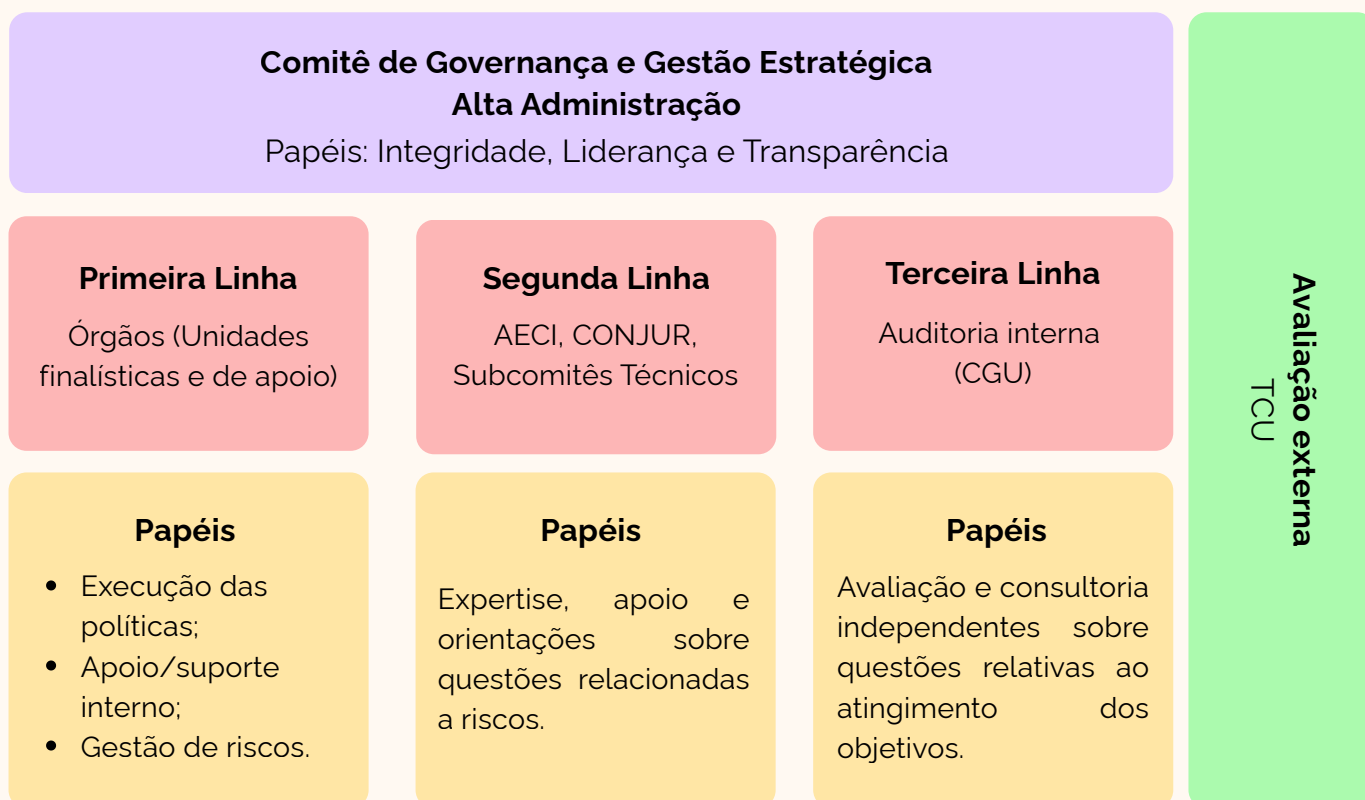 Comitê de Governança e Gestão Estratégica
Alta Administração
Papéis: Integridade, Liderança e Transparência
Primeira Linha
Órgãos (Unidades
finalísticas e de apoio)
Segunda Linha
AECI, CONJUR,
Subcomitês Técnicos
Terceira Linha
Auditoria interna
(CGU)
Papéis
• Execução das
políticas;
• Apoio/suporte
interno;
• Gestão de riscos.
Papéis
Expertise, apoio e
orientações sobre
questões relacionadas
a riscos.
Papéis
Avaliação e consultoria
independentes sobre
questões relativas ao
atingimento dos
objetivos.
Avaliação externa
TCU